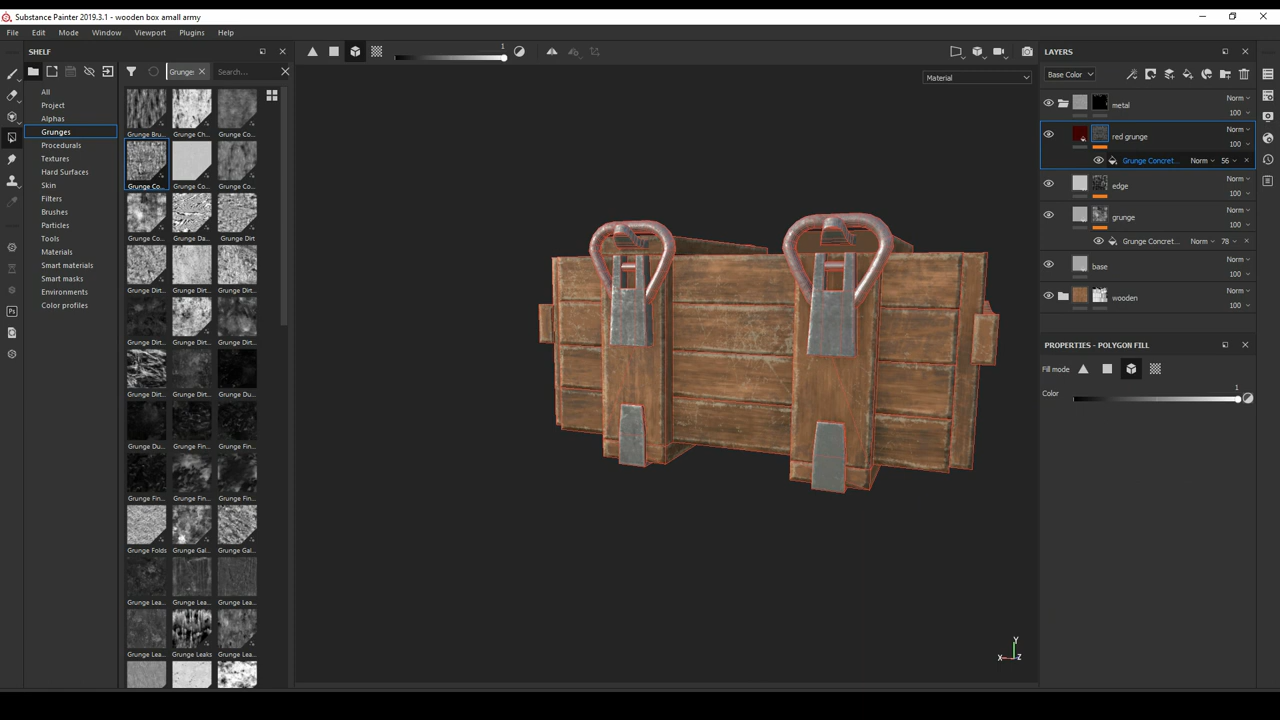 Substance Painter 2019.3.1 - wooden box amall army
File Edit Mode Window Viewport Plugins Help
SHELF
Grunge Search...
All
Project
Alphas
Grunges
Procedurals
Textures
Hard Surfaces
Skin
Filters
Brushes
Particles
Tools
Materials
Smart materials
Smart masks
Environments
Color profiles
Grunge Bru... Grunge Ch... Grunge Co...
Grunge Co... Grunge Co... Grunge Co...
Grunge Co... Grunge Da... Grunge Dirt
Grunge Dirt... Grunge Dirt... Grunge Dirt...
Grunge Dirt... Grunge Dirt... Grunge Dirt...
Grunge Dirt... Grunge Dirt... Grunge Du...
Grunge Du... Grunge Fin... Grunge Fin...
Grunge Fin... Grunge Fin... Grunge Fin...
Grunge Folds Grunge Gal... Grunge Gal...
Grunge Lea... Grunge Lea... Grunge Lea...
Grunge Lea... Grunge Leaks Grunge Lea...
1
Material
Y
X Z
LAYERS
Base Color
metal Norm
100
red grunge Norm
100
Grunge Concret... Norm 56
edge Norm
100
grunge Norm
100
Grunge Concret... Norm 78
base Norm
100
wooden Norm
100
PROPERTIES - POLYGON FILL
Fill mode
Color 1